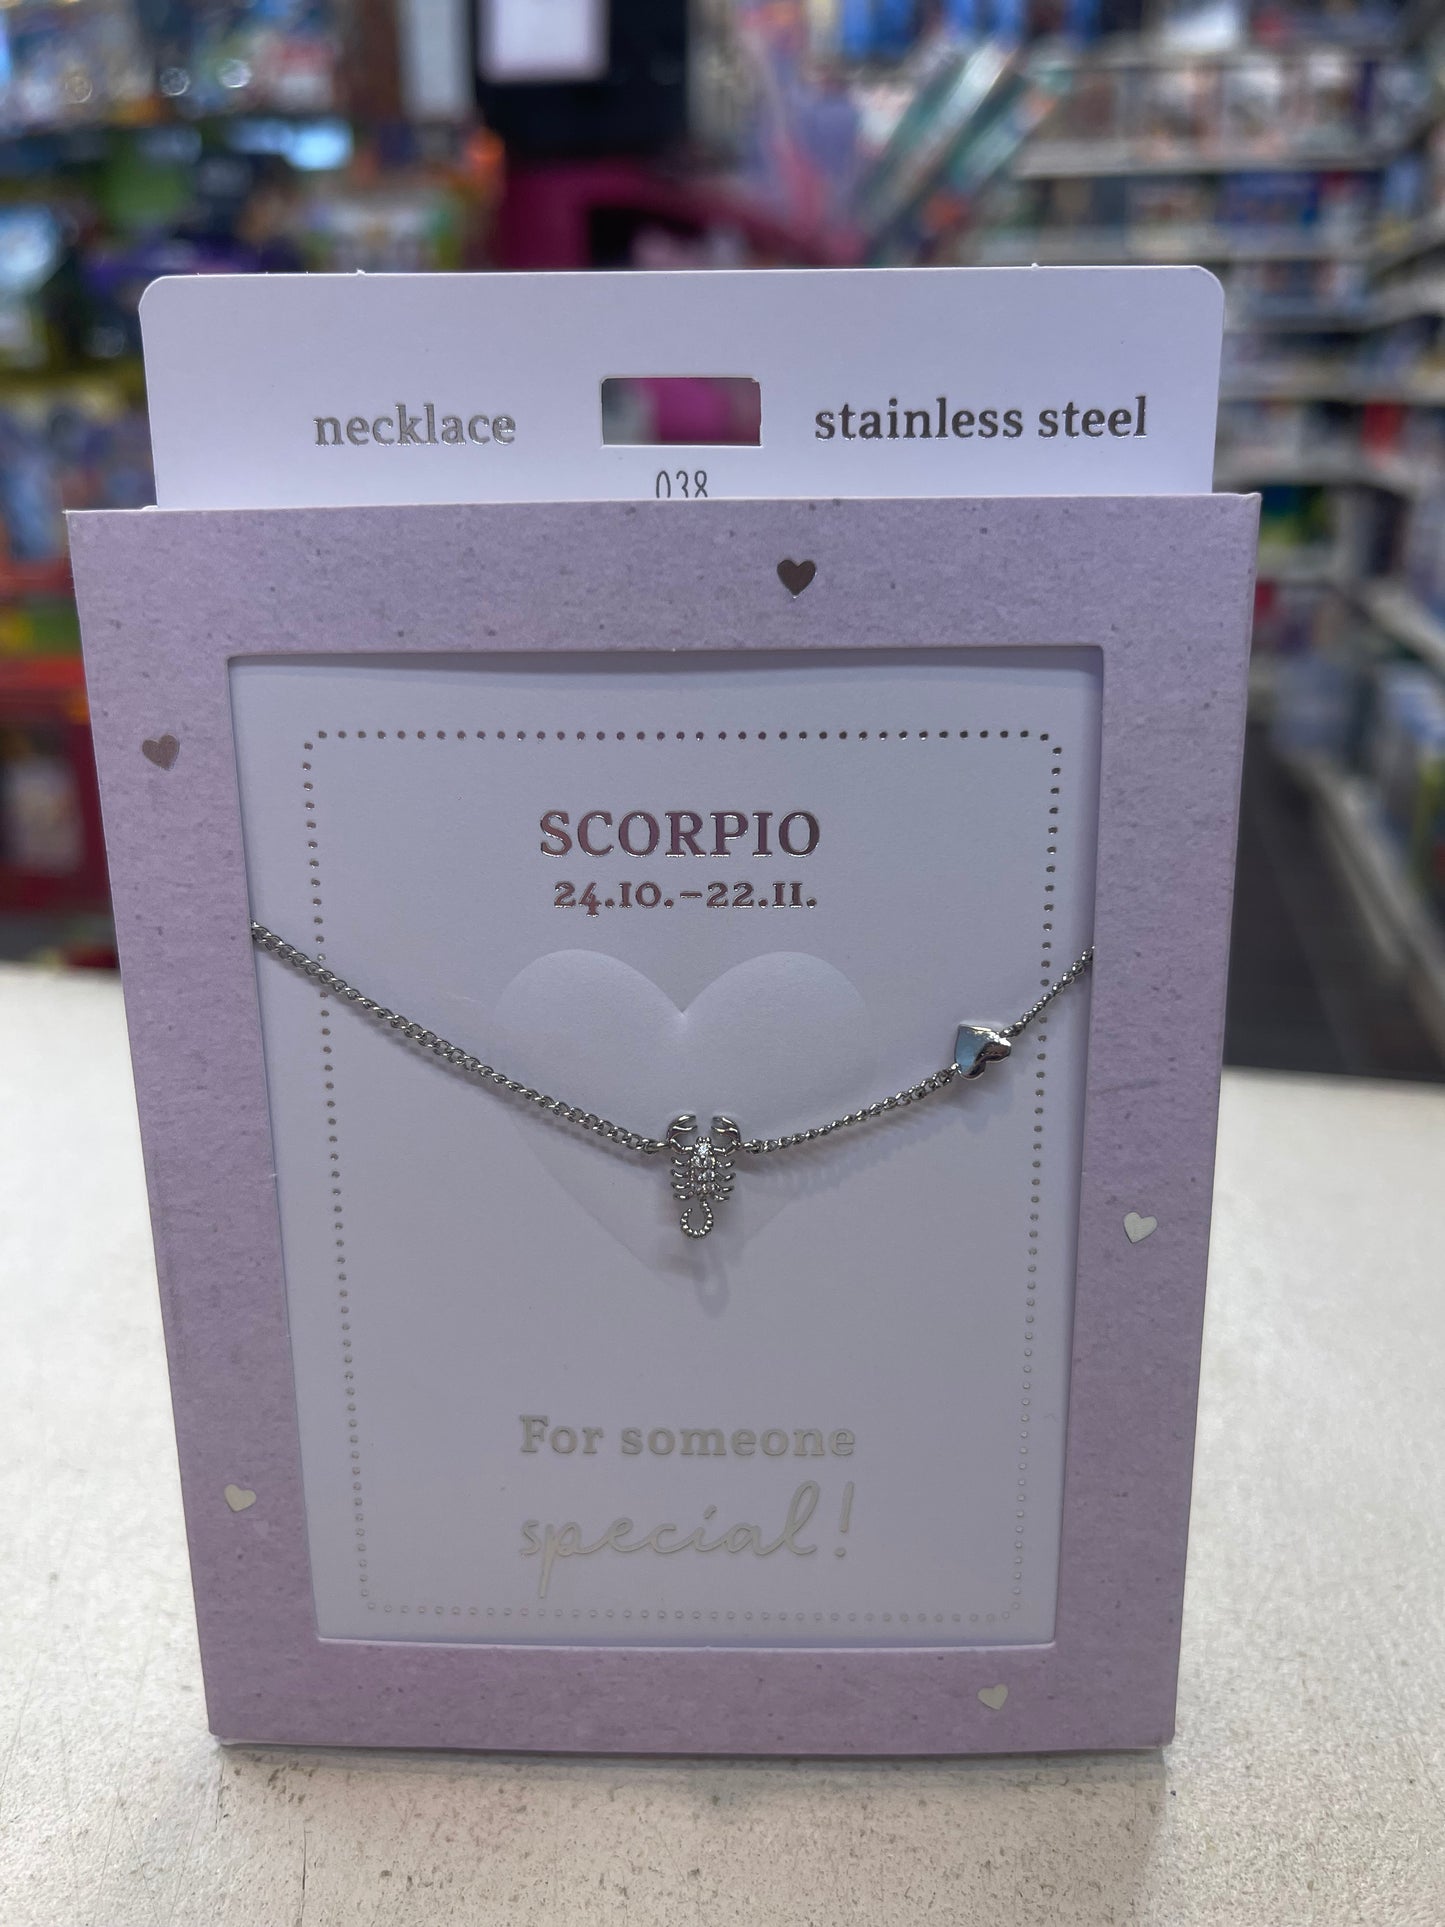 necklace
stainless steel
038
SCORPIO
24.10.–22.11.
For someone
special!